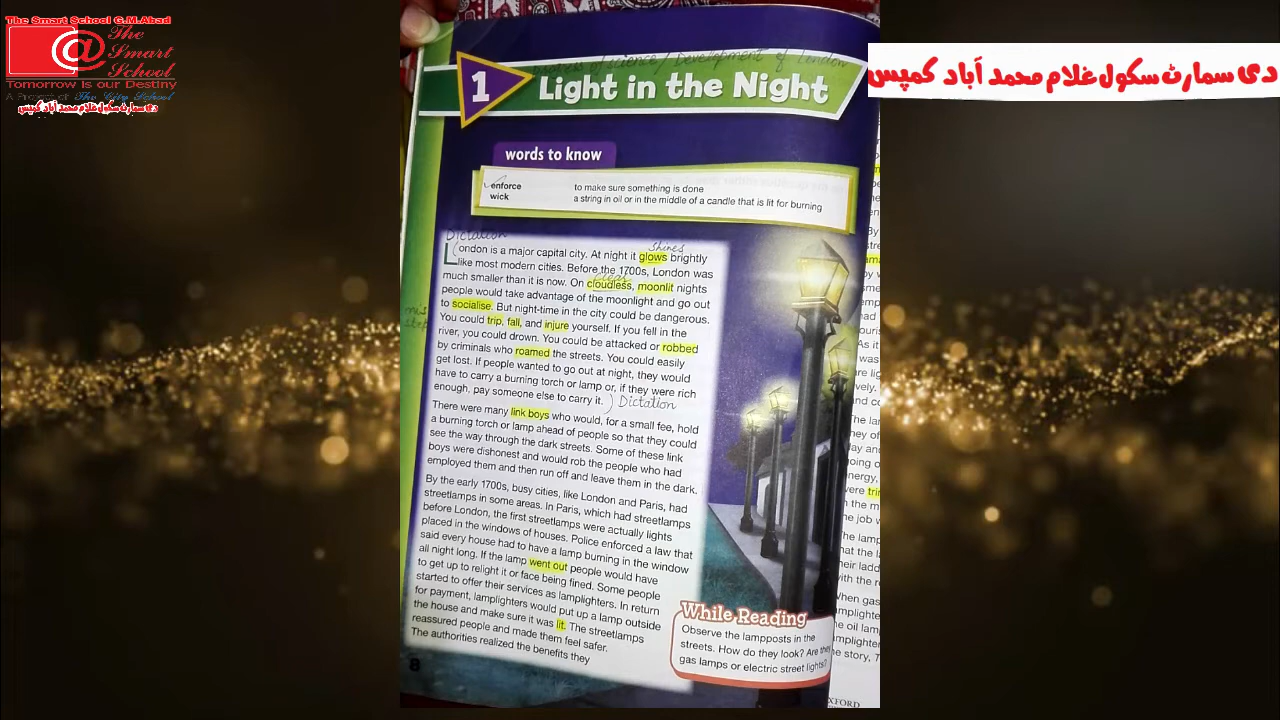 The Smart School G.M.Abad
The
Smart
School
Tomorrow Is our Destiny
A Project of The City School
دی سمارٹ سکول غلام محمد آباد کیمپس
دی سمارٹ سکول غلام محمد آباد کیمپس
/ Development of London
1 Light in the Night
words to know
enforce to make sure something is done
wick a string in oil or in the middle of a candle that is lit for burning
Dictation
shines
London is a major capital city. At night it glows brightly
like most modern cities. Before the 1700s, London was
clear
much smaller than it is now. On cloudless, moonlit nights
people would take advantage of the moonlight and go out
to socialise. But night-time in the city could be dangerous.
You could trip, fall, and injure yourself. If you fell in the
river, you could drown. You could be attacked or robbed
by criminals who roamed the streets. You could easily
get lost. If people wanted to go out at night, they would
have to carry a burning torch or lamp or, if they were rich
enough, pay someone else to carry it. ) Dictation
There were many link boys who would, for a small fee, hold
a burning torch or lamp ahead of people so that they could
see the way through the dark streets. Some of these link
boys were dishonest and would rob the people who had
employed them and then run off and leave them in the dark.
By the early 1700s, busy cities, like London and Paris, had
streetlamps in some areas. In Paris, which had streetlamps
before London, the first streetlamps were actually lights
placed in the windows of houses. Police enforced a law that
said every house had to have a lamp burning in the window
all night long. If the lamp went out people would have
to get up to relight it or face being fined. Some people
started to offer their services as lamplighters. In return
for payment, lamplighters would put up a lamp outside
the house and make sure it was lit. The streetlamps
reassured people and made them feel safer.
The authorities realized the benefits they
8
While Reading
Observe the lampposts in the
streets. How do they look? Are they
gas lamps or electric street lights?